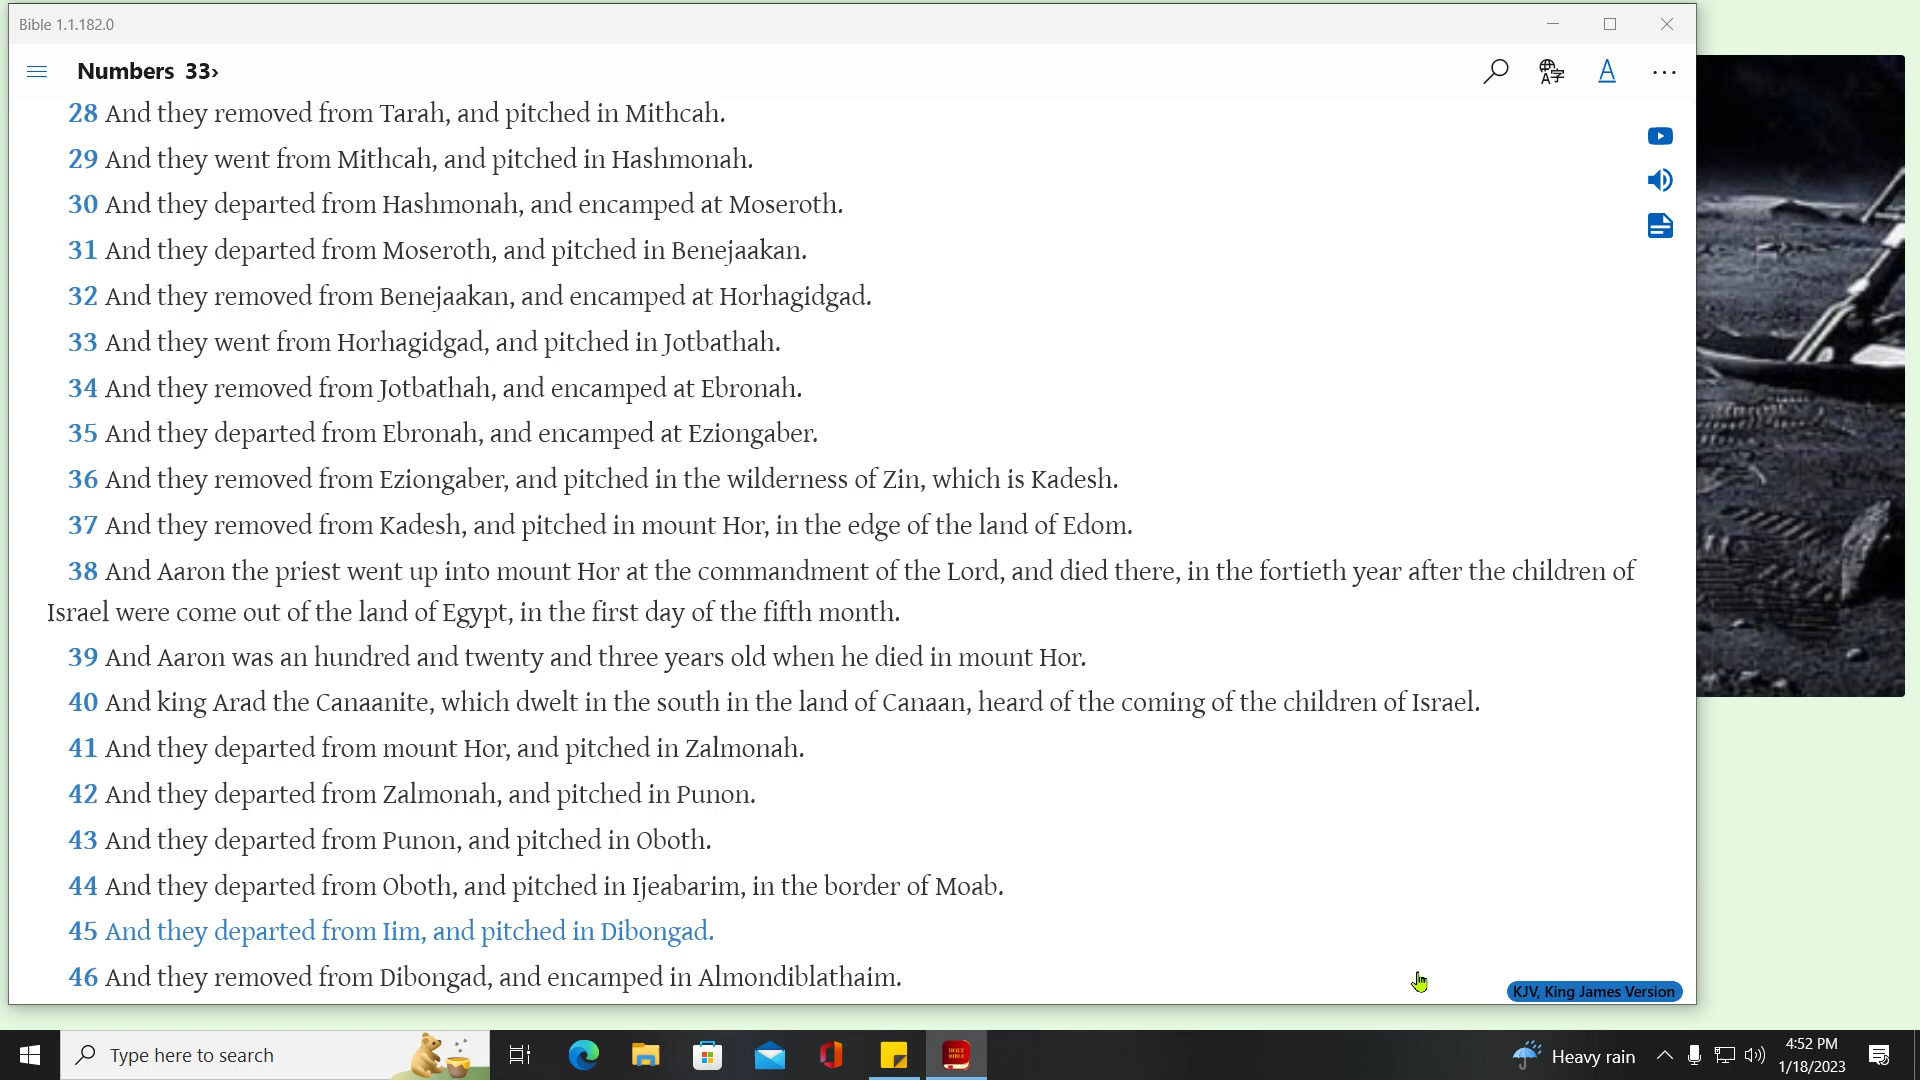 Bible 1.1.182.0
Numbers 33›
28 And they removed from Tarah, and pitched in Mithcah.
29 And they went from Mithcah, and pitched in Hashmonah.
30 And they departed from Hashmonah, and encamped at Moseroth.
31 And they departed from Moseroth, and pitched in Benejaakan.
32 And they removed from Benejaakan, and encamped at Horhagidgad.
33 And they went from Horhagidgad, and pitched in Jotbathah.
34 And they removed from Jotbathah, and encamped at Ebronah.
35 And they departed from Ebronah, and encamped at Eziongaber.
36 And they removed from Eziongaber, and pitched in the wilderness of Zin, which is Kadesh.
37 And they removed from Kadesh, and pitched in mount Hor, in the edge of the land of Edom.
38 And Aaron the priest went up into mount Hor at the commandment of the Lord, and died there, in the fortieth year after the children of
Israel were come out of the land of Egypt, in the first day of the fifth month.
39 And Aaron was an hundred and twenty and three years old when he died in mount Hor.
40 And king Arad the Canaanite, which dwelt in the south in the land of Canaan, heard of the coming of the children of Israel.
41 And they departed from mount Hor, and pitched in Zalmonah.
42 And they departed from Zalmonah, and pitched in Punon.
43 And they departed from Punon, and pitched in Oboth.
44 And they departed from Oboth, and pitched in Ijeabarim, in the border of Moab.
45 And they departed from Iim, and pitched in Dibongad.
46 And they removed from Dibongad, and encamped in Almondiblathaim.
KJV, King James Version
Type here to search
HOLY BIBLE
Heavy rain
4:52 PM
1/18/2023